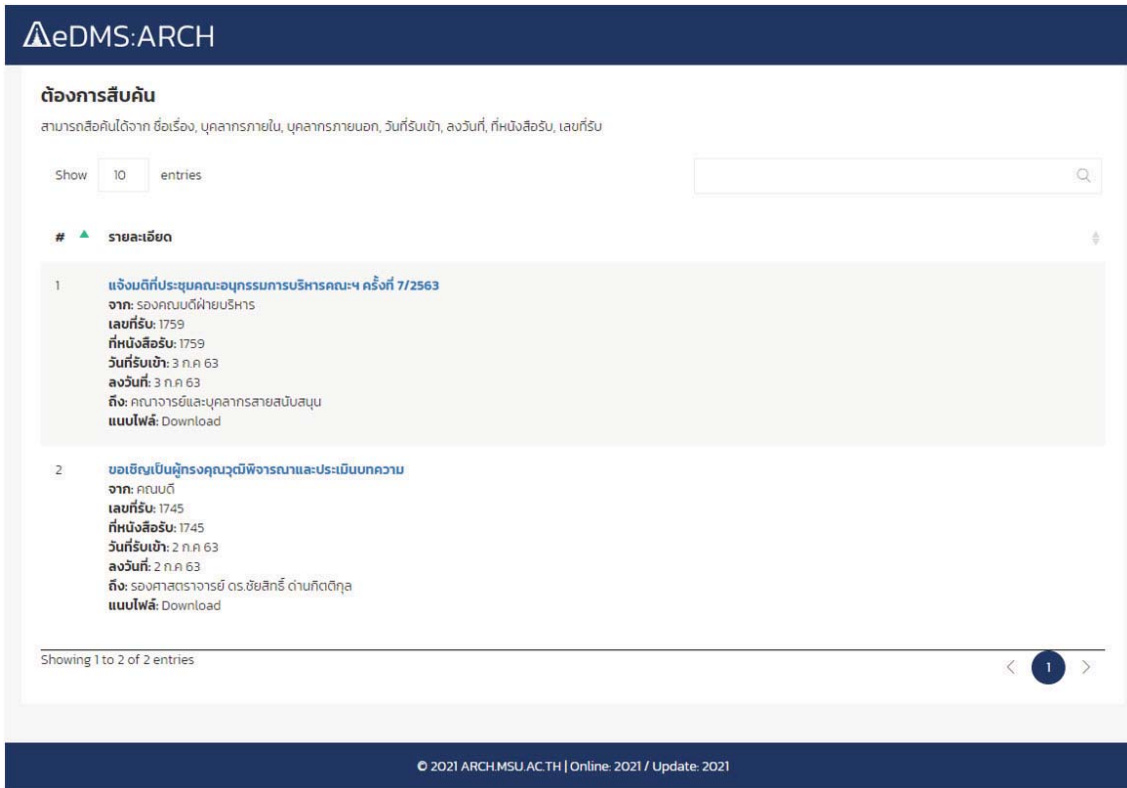 eDMS:ARCH
ต้องการสืบค้น
สามารถสือค้นได้จาก ชื่อเรื่อง, บุคลากรภายใน, บุคลากรภายนอก, วันที่รับเข้า, ลงวันที่, ที่หนังสือรับ, เลขที่รับ
Show 10 entries
# รายละเอียด
1 แจ้งมติที่ประชุมคณะอนุกรรมการบริหารคณะฯ ครั้งที่ 7/2563
จาก: รองคณบดีฝ่ายบริหาร
เลขที่รับ: 1759
ที่หนังสือรับ: 1759
วันที่รับเข้า: 3 ก.ค 63
ลงวันที่: 3 ก.ค 63
ถึง: คณาจารย์และบุคลากรสายสนับสนุน
แนบไฟล์: Download
2 ขอเชิญเป็นผู้ทรงคุณวุฒิพิจารณาและประเมินบทความ
จาก: คณบดี
เลขที่รับ: 1745
ที่หนังสือรับ: 1745
วันที่รับเข้า: 2 ก.ค 63
ลงวันที่: 2 ก.ค 63
ถึง: รองศาสตราจารย์ ดร.ชัยสิทธิ์ ด่านกิตติกุล
แนบไฟล์: Download
Showing 1 to 2 of 2 entries
1
© 2021 ARCH.MSU.AC.TH | Online: 2021 / Update: 2021